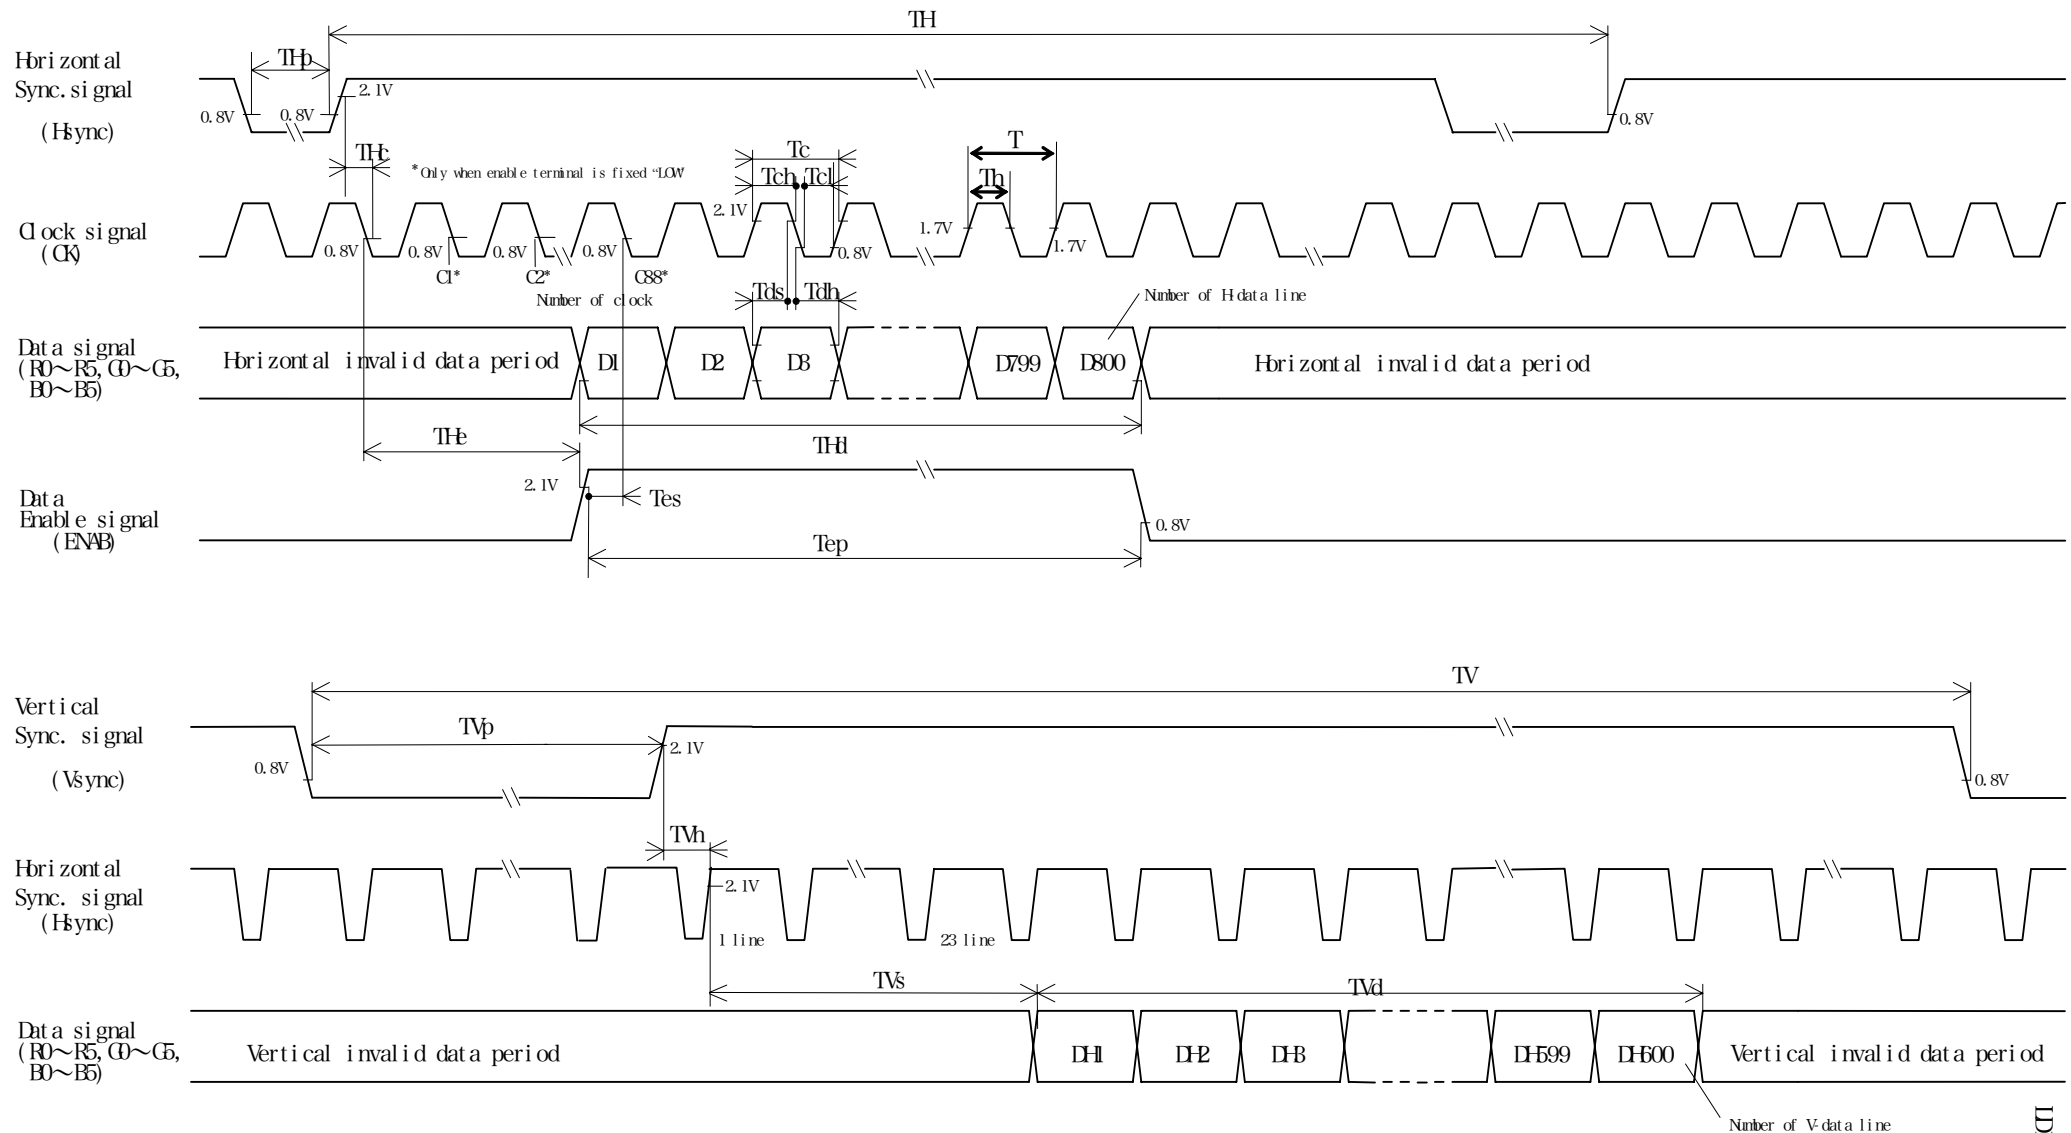 TH
Horizontal
THp
Sync.signal
2.1V
0.8V
0.8V
0.8V
(Hsync)
THc
*Only when enable terminal is fixed “LOW”
Tc
T
Tch
Tcl
Th
2.1V
1.7V
1.7V
Clock signal
(CK)
0.8V
0.8V
0.8V
0.8V
0.8V
C1*
C2*
C88*
Number of clock
Tds
Tdh
Number of H-data line
Data signal
(R0～R5,G0～G5,
B0～B5)
Horizontal invalid data period
D1
D2
D3
D799
D800
Horizontal invalid data period
THe
THd
2.1V
Tes
Data
Enable signal
(ENAB)
0.8V
Tep
TV
Vertical
Sync. signal
TVp
2.1V
0.8V
0.8V
(Vsync)
TVh
Horizontal
Sync. signal
(Hsync)
2.1V
1 line
23 line
TVs
TVd
Data signal
(R0～R5,G0～G5,
B0～B5)
Vertical invalid data period
DH1
DH2
DH3
DH599
DH600
Vertical invalid data period
Number of V-data line